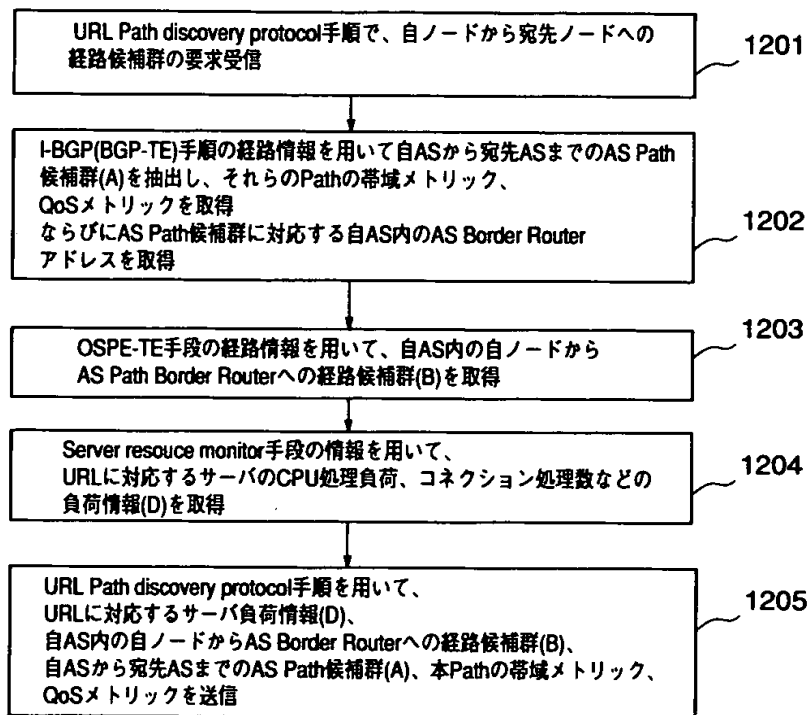 URL Path discovery protocol手順で、自ノードから宛先ノードへの
経路候補群の要求受信
1201
I-BGP(BGP-TE)手順の経路情報を用いて自ASから宛先ASまでのAS Path
候補群(A)を抽出し、それらのPathの帯域メトリック、
QoSメトリックを取得
ならびにAS Path候補群に対応する自AS内のAS Border Router
アドレスを取得
1202
OSPE-TE手段の経路情報を用いて、自AS内の自ノードから
AS Path Border Routerへの経路候補群(B)を取得
1203
Server resouce monitor手段の情報を用いて、
URLに対応するサーバのCPU処理負荷、コネクション処理数などの
負荷情報(D)を取得
1204
URL Path discovery protocol手順を用いて、
URLに対応するサーバ負荷情報(D)、
自AS内の自ノードからAS Border Routerへの経路候補群(B)、
自ASから宛先ASまでのAS Path候補群(A)、本Pathの帯域メトリック、
QoSメトリックを送信
1205